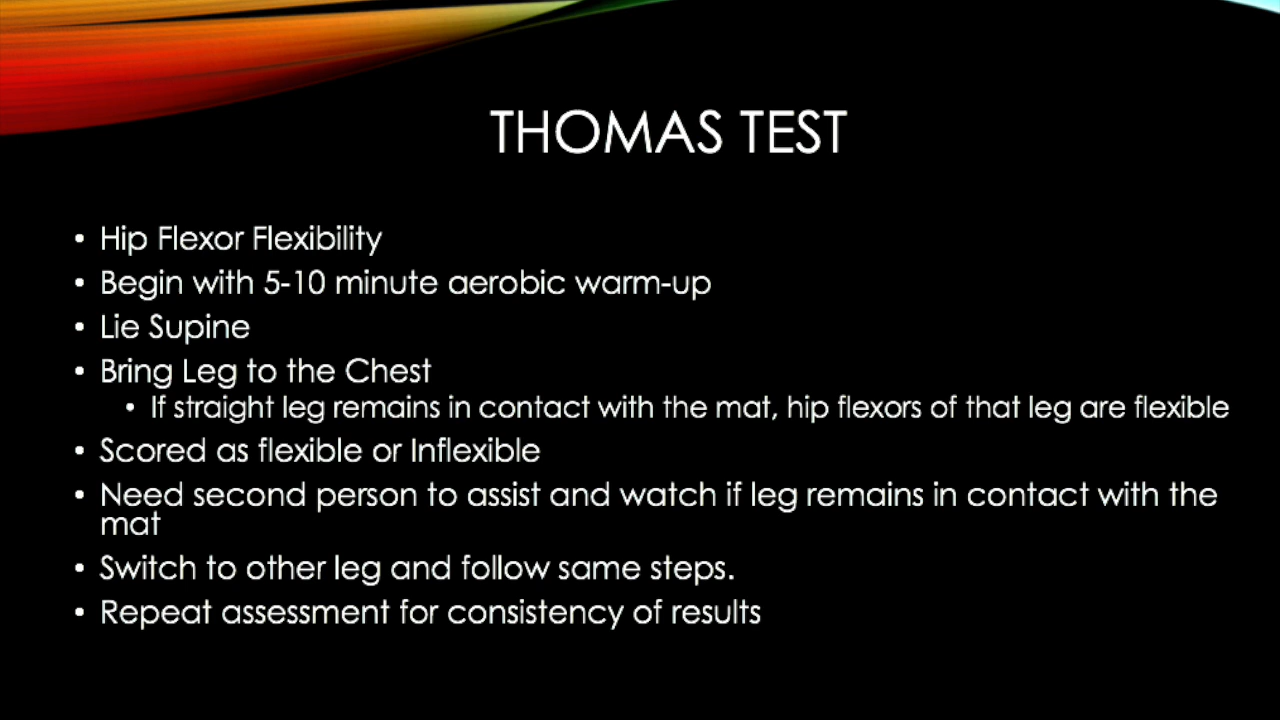 THOMAS TEST
• Hip Flexor Flexibility
• Begin with 5-10 minute aerobic warm-up
• Lie Supine
• Bring Leg to the Chest
• If straight leg remains in contact with the mat, hip flexors of that leg are flexible
• Scored as flexible or Inflexible
• Need second person to assist and watch if leg remains in contact with the
mat
• Switch to other leg and follow same steps.
• Repeat assessment for consistency of results